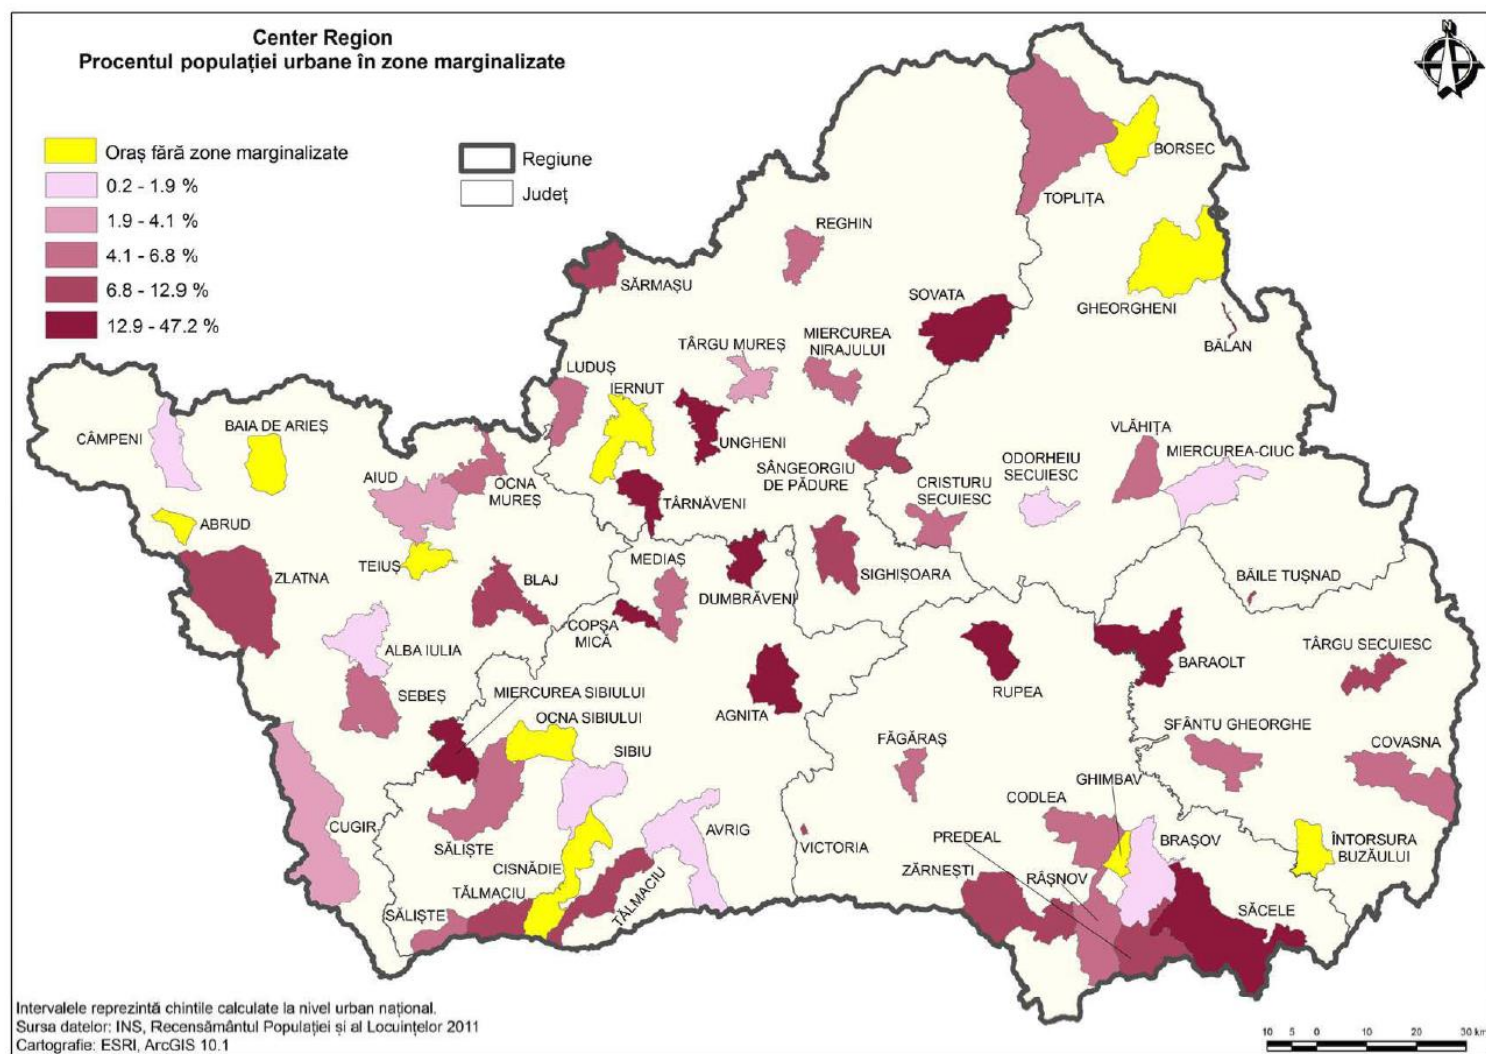 Center Region
Procentul populației urbane în zone marginalizate
N
Oraș fără zone marginalizate
0.2 - 1.9 %
1.9 - 4.1 %
4.1 - 6.8 %
6.8 - 12.9 %
12.9 - 47.2 %
Regiune
Județ
BORSEC
TOPLIȚA
REGHIN
SĂRMAȘU
SOVATA
GHEORGHENI
BĂLAN
TÂRGU MUREȘ
MIERCUREA
NIRAJULUI
LUDUȘ
IERNUT
UNGHENI
CÂMPENI
BAIA DE ARIEȘ
AIUD
OCNA
MUREȘ
SÂNGEORGIU
DE PĂDURE
VLĂHIȚA
MIERCUREA-CIUC
ODORHEIU
SECUIESC
CRISTURU
SECUIESC
TÂRNĂVENI
ABRUD
TEIUȘ
ZLATNA
BLAJ
MEDIAȘ
DUMBRĂVENI
SIGHIȘOARA
BĂILE TUȘNAD
COPȘA
MICĂ
ALBA IULIA
SEBEȘ
MIERCUREA SIBIULUI
OCNA SIBIULUI
SIBIU
AGNITA
RUPEA
BARAOLT
TÂRGU SECUIESC
SFÂNTU GHEORGHE
COVASNA
FĂGĂRAȘ
GHIMBAV
CODLEA
CUGIR
SĂLIȘTE
CISNĂDIE
AVRIG
VICTORIA
PREDEAL
ZĂRNEȘTI
RÂȘNOV
BRAȘOV
ÎNTORSURA
BUZĂULUI
TĂLMACIU
TĂLMACIU
SĂLIȘTE
SĂCELE
Intervalele reprezintă chintile calculate la nivel urban național.
Sursa datelor: INS, Recensământul Populației și al Locuințelor 2011
Cartografie: ESRI, ArcGIS 10.1
10 5 0 10 20 30 km